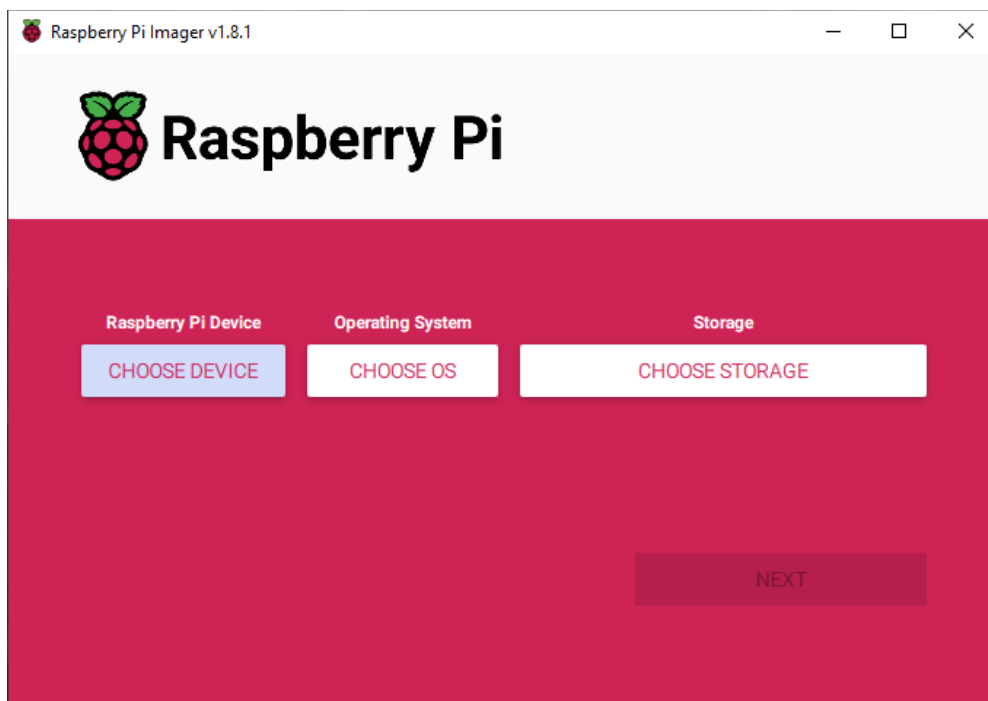 Raspberry Pi Imager v1.8.1
Raspberry Pi
Raspberry Pi Device
Operating System
Storage
CHOOSE DEVICE
CHOOSE OS
CHOOSE STORAGE
NEXT